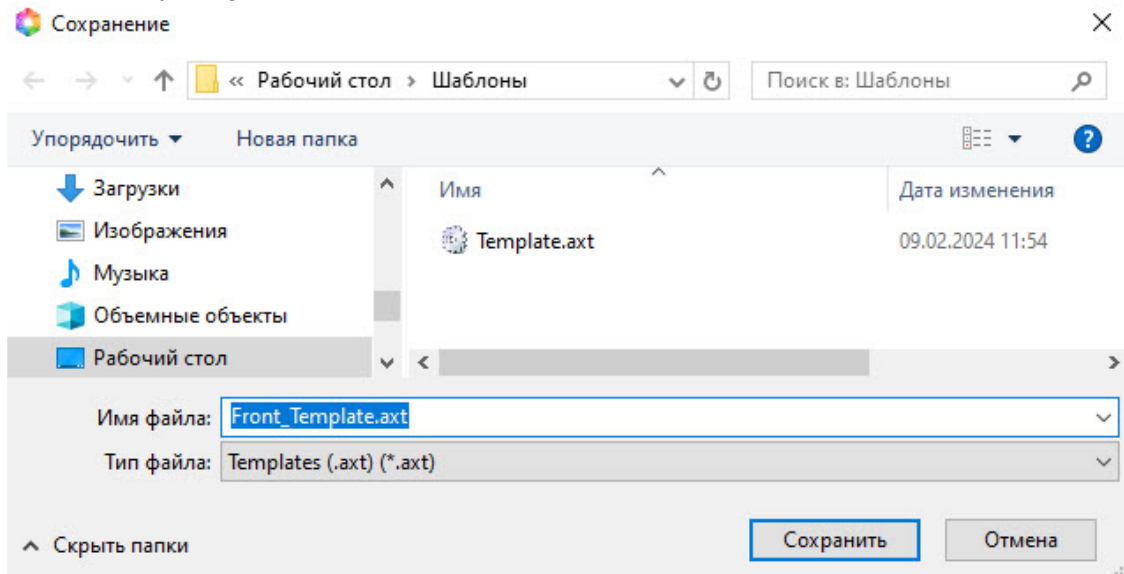 Сохранение
« Рабочий стол › Шаблоны
Поиск в: Шаблоны
Упорядочить
Новая папка
Загрузки
Изображения
Музыка
Объемные объекты
Рабочий стол
Имя
Дата изменения
Template.axt
09.02.2024 11:54
Имя файла: Front_Template.axt
Тип файла: Templates (.axt) (*.axt)
Скрыть папки
Сохранить
Отмена